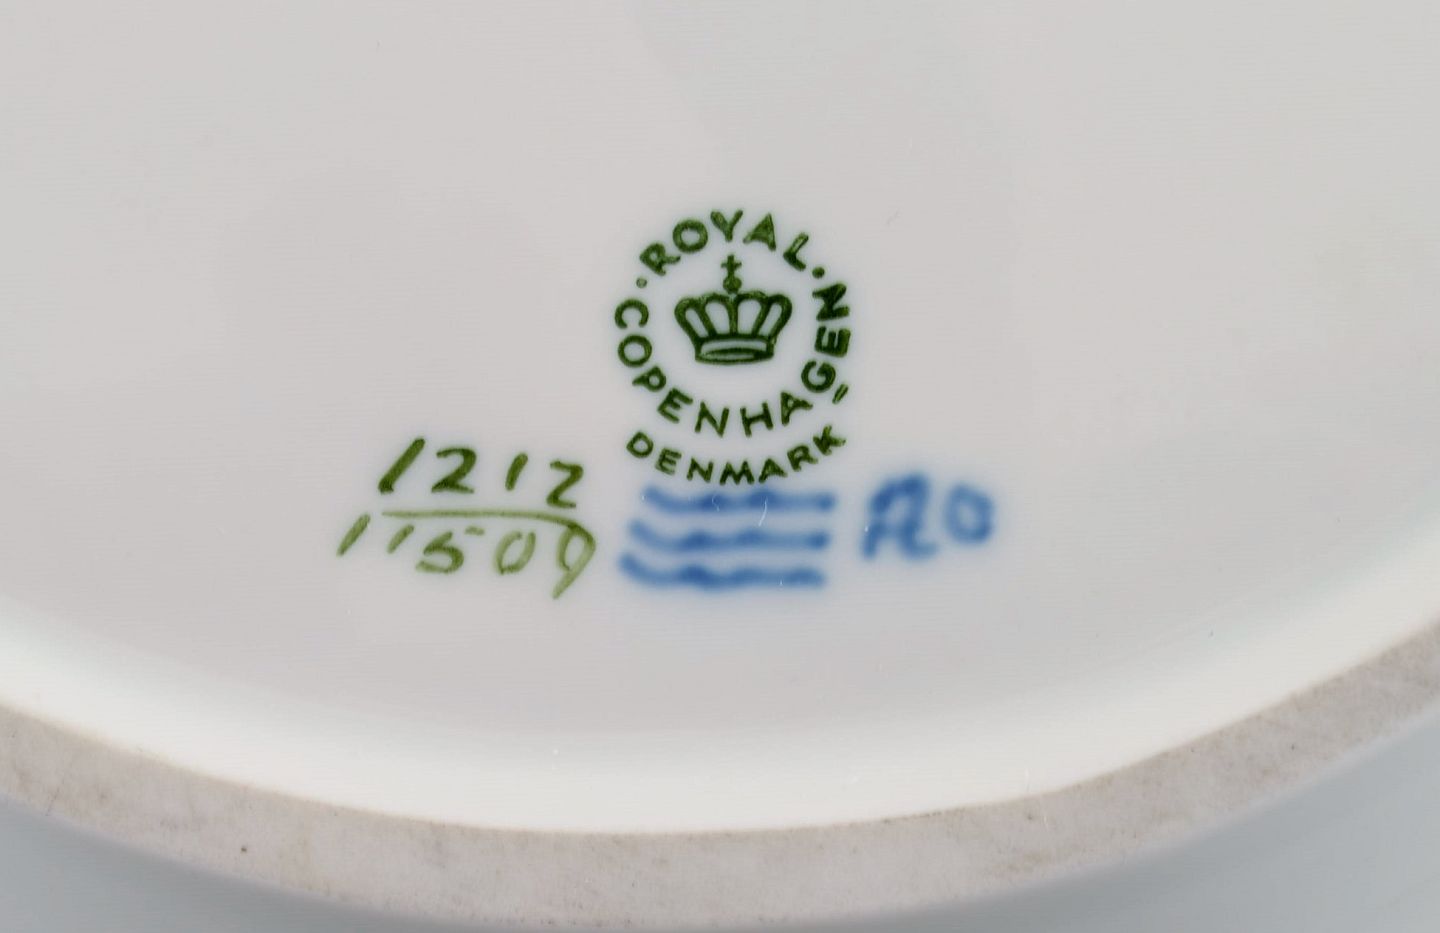 · ROYAL ·
COPENHAGEN
DENMARK
1212
11509